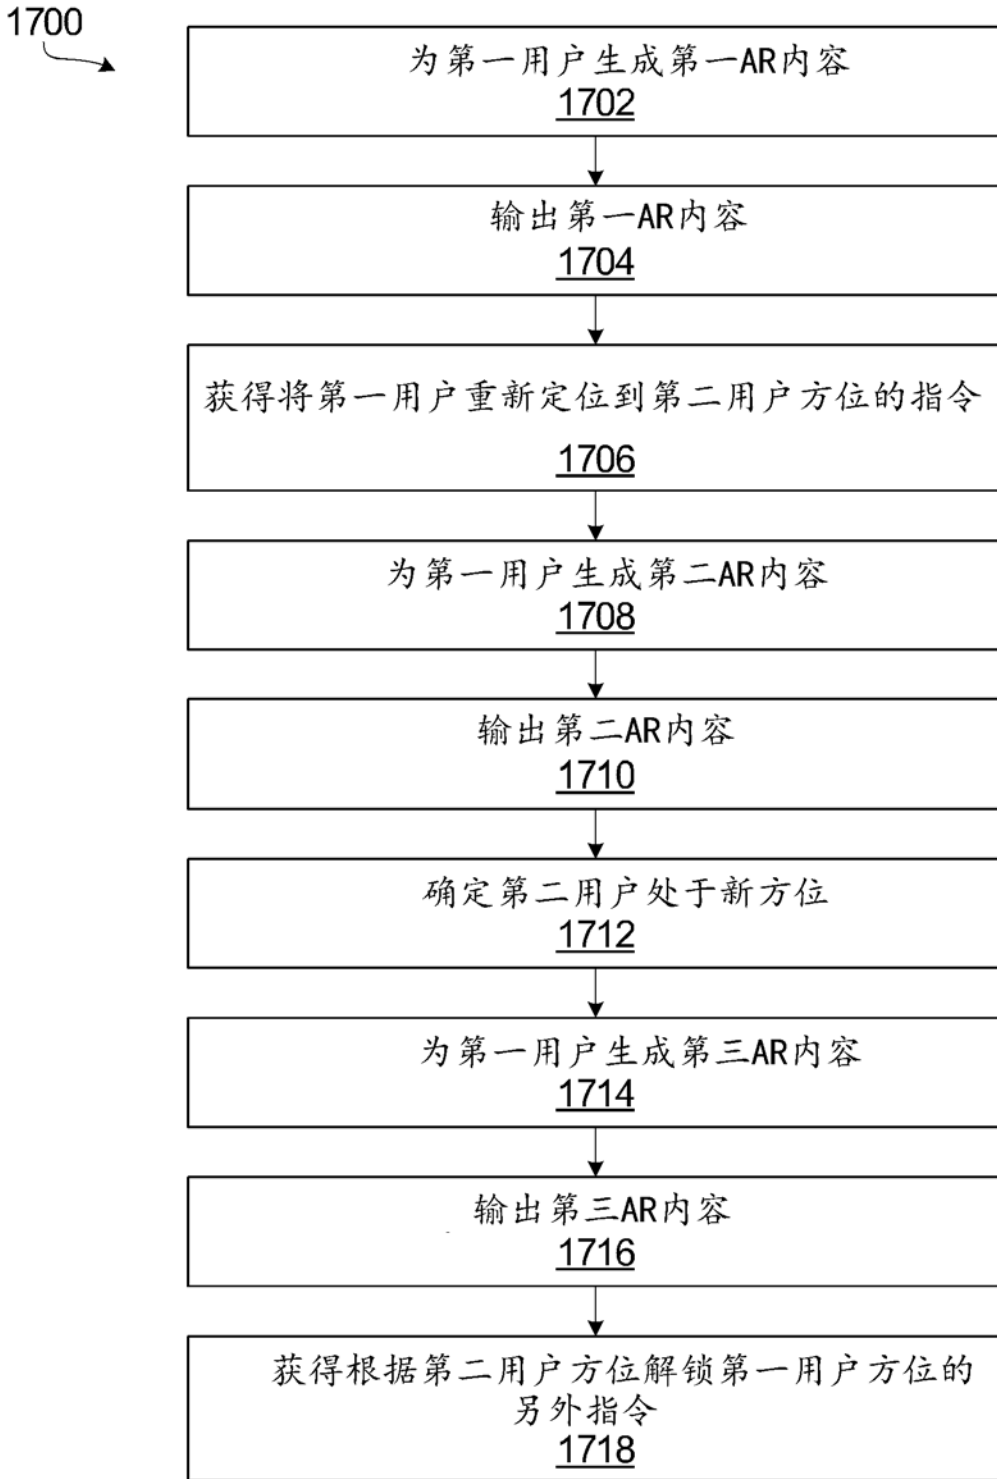 1700
为第一用户生成第一AR内容
1702
输出第一AR内容
1704
获得将第一用户重新定位到第二用户方位的指令
1706
为第一用户生成第二AR内容
1708
输出第二AR内容
1710
确定第二用户处于新方位
1712
为第一用户生成第三AR内容
1714
输出第三AR内容
1716
获得根据第二用户方位解锁第一用户方位的
另外指令
1718